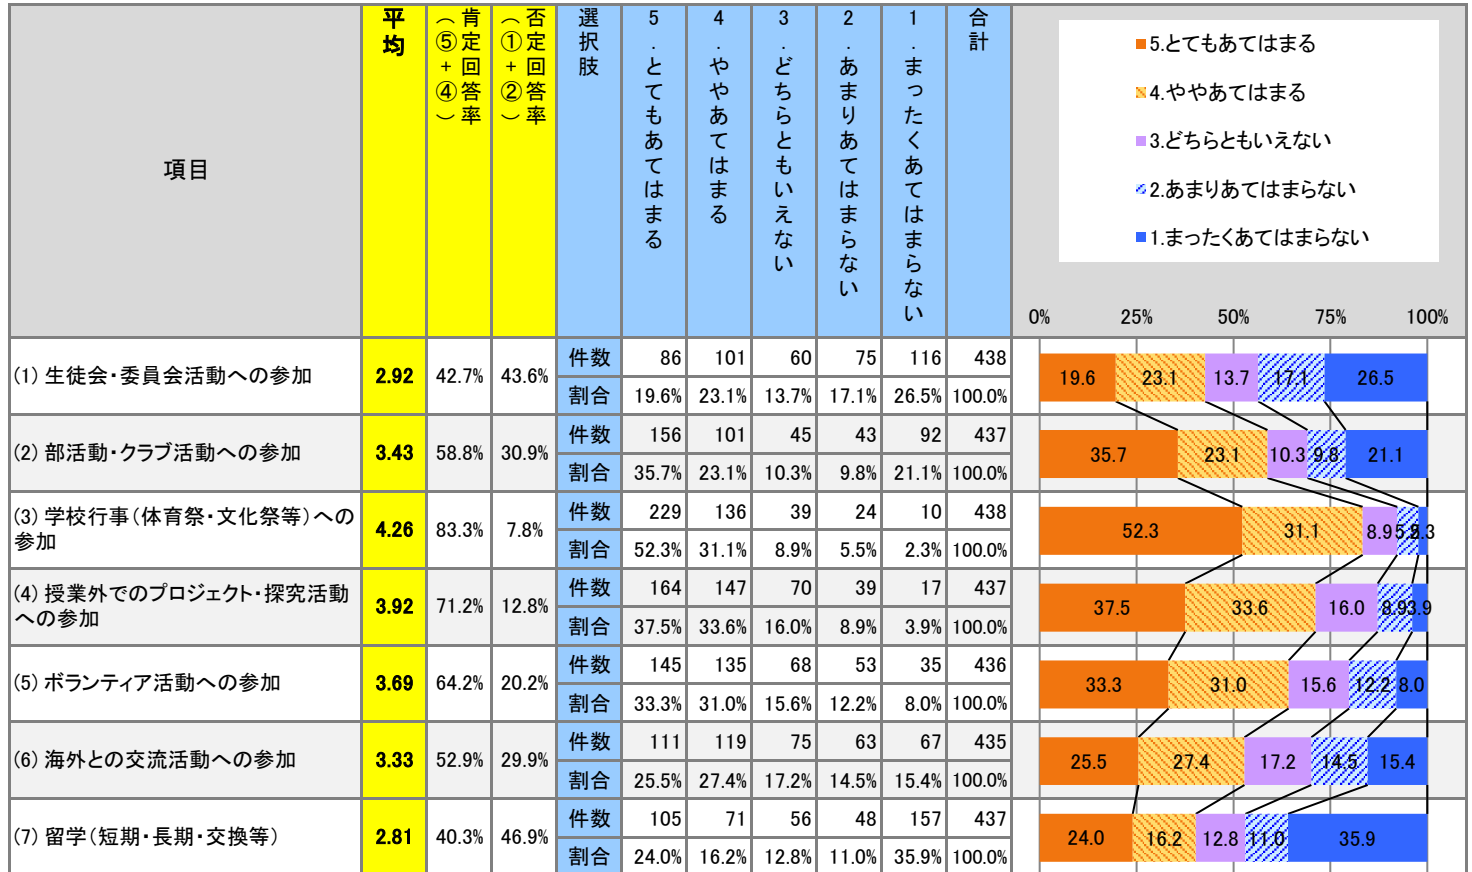 項目
平均
肯定回答率(⑤+④)
否定回答率(①+②)
選択肢
5.とてもあてはまる
4.ややあてはまる
3.どちらともいえない
2.あまりあてはまらない
1.まったくあてはまらない
合計
■5.とてもあてはまる
4.ややあてはまる
■3.どちらともいえない
2.あまりあてはまらない
■1.まったくあてはまらない
0% 25% 50% 75% 100%
(1) 生徒会・委員会活動への参加 2.92 42.7% 43.6%
件数 86 101 60 75 116 438
割合 19.6% 23.1% 13.7% 17.1% 26.5% 100.0%
19.6 23.1 13.7 17.1 26.5
(2) 部活動・クラブ活動への参加 3.43 58.8% 30.9%
件数 156 101 45 43 92 437
割合 35.7% 23.1% 10.3% 9.8% 21.1% 100.0%
35.7 23.1 10.3 9.8 21.1
(3) 学校行事(体育祭・文化祭等)への
参加 4.26 83.3% 7.8%
件数 229 136 39 24 10 438
割合 52.3% 31.1% 8.9% 5.5% 2.3% 100.0%
52.3 31.1 8.9 5.5 2.3
(4) 授業外でのプロジェクト・探究活動
への参加 3.92 71.2% 12.8%
件数 164 147 70 39 17 437
割合 37.5% 33.6% 16.0% 8.9% 3.9% 100.0%
37.5 33.6 16.0 8.9 3.9
(5) ボランティア活動への参加 3.69 64.2% 20.2%
件数 145 135 68 53 35 436
割合 33.3% 31.0% 15.6% 12.2% 8.0% 100.0%
33.3 31.0 15.6 12.2 8.0
(6) 海外との交流活動への参加 3.33 52.9% 29.9%
件数 111 119 75 63 67 435
割合 25.5% 27.4% 17.2% 14.5% 15.4% 100.0%
25.5 27.4 17.2 14.5 15.4
(7) 留学(短期・長期・交換等) 2.81 40.3% 46.9%
件数 105 71 56 48 157 437
割合 24.0% 16.2% 12.8% 11.0% 35.9% 100.0%
24.0 16.2 12.8 11.0 35.9